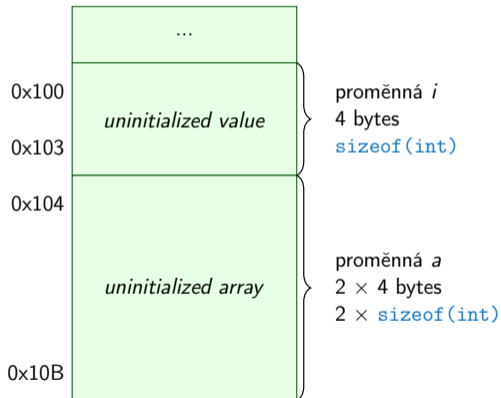 ...
0x100
uninitialized value
0x103
proměnná i
4 bytes
sizeof(int)
0x104
uninitialized array
0x10B
proměnná a
2 × 4 bytes
2 × sizeof(int)